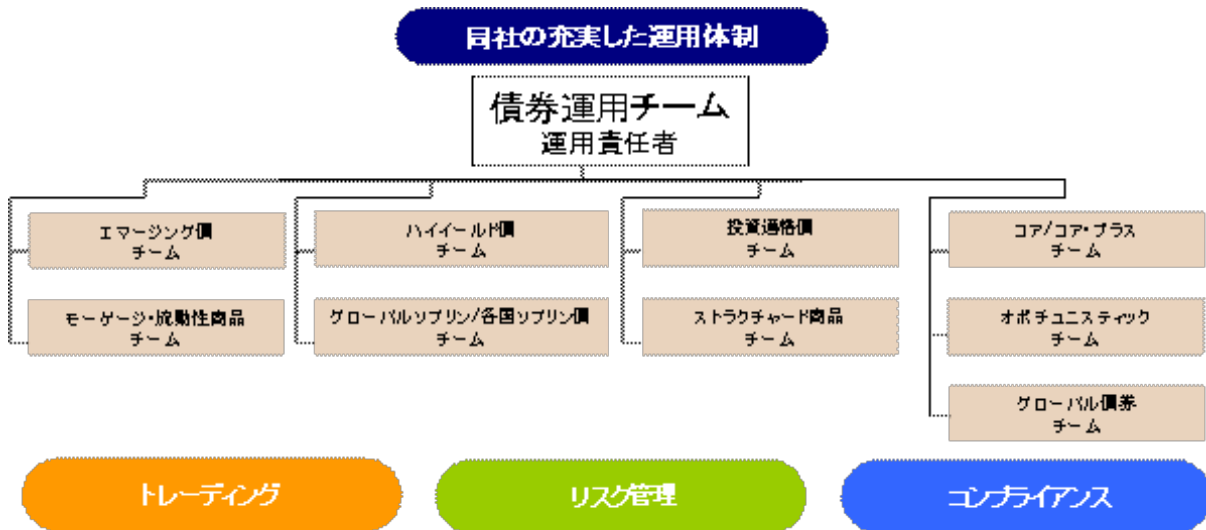 同社の充実した運用体制
債券運用チーム
運用責任者
エマージング債
チーム
ハイイールド債
チーム
投資適格債
チーム
コア/コア・プラス
チーム
モーゲージ・流動性商品
チーム
グローバルソブリン/各国ソブリン債
チーム
ストラクチャード商品
チーム
オポチュニスティック
チーム
グローバル債券
チーム
トレーディング
リスク管理
コンプライアンス